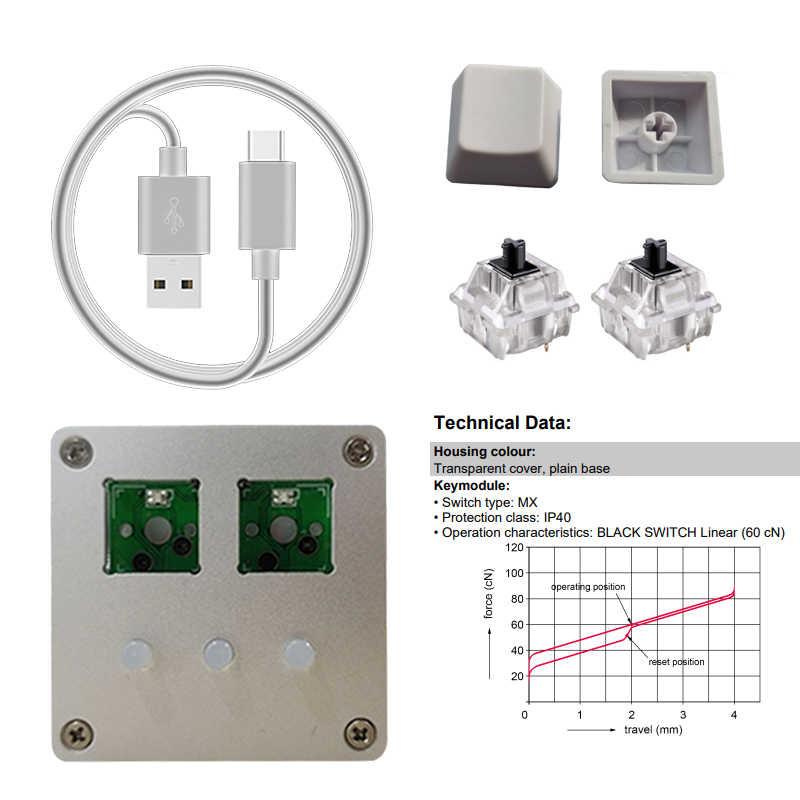 Technical Data:
Housing colour:
Transparent cover, plain base
Keymodule:
• Switch type: MX
• Protection class: IP40
• Operation characteristics: BLACK SWITCH Linear (60 cN)
120
100
80
60
40
20
force (cN)
operating position
reset position
0 1 2 3 4
travel (mm)